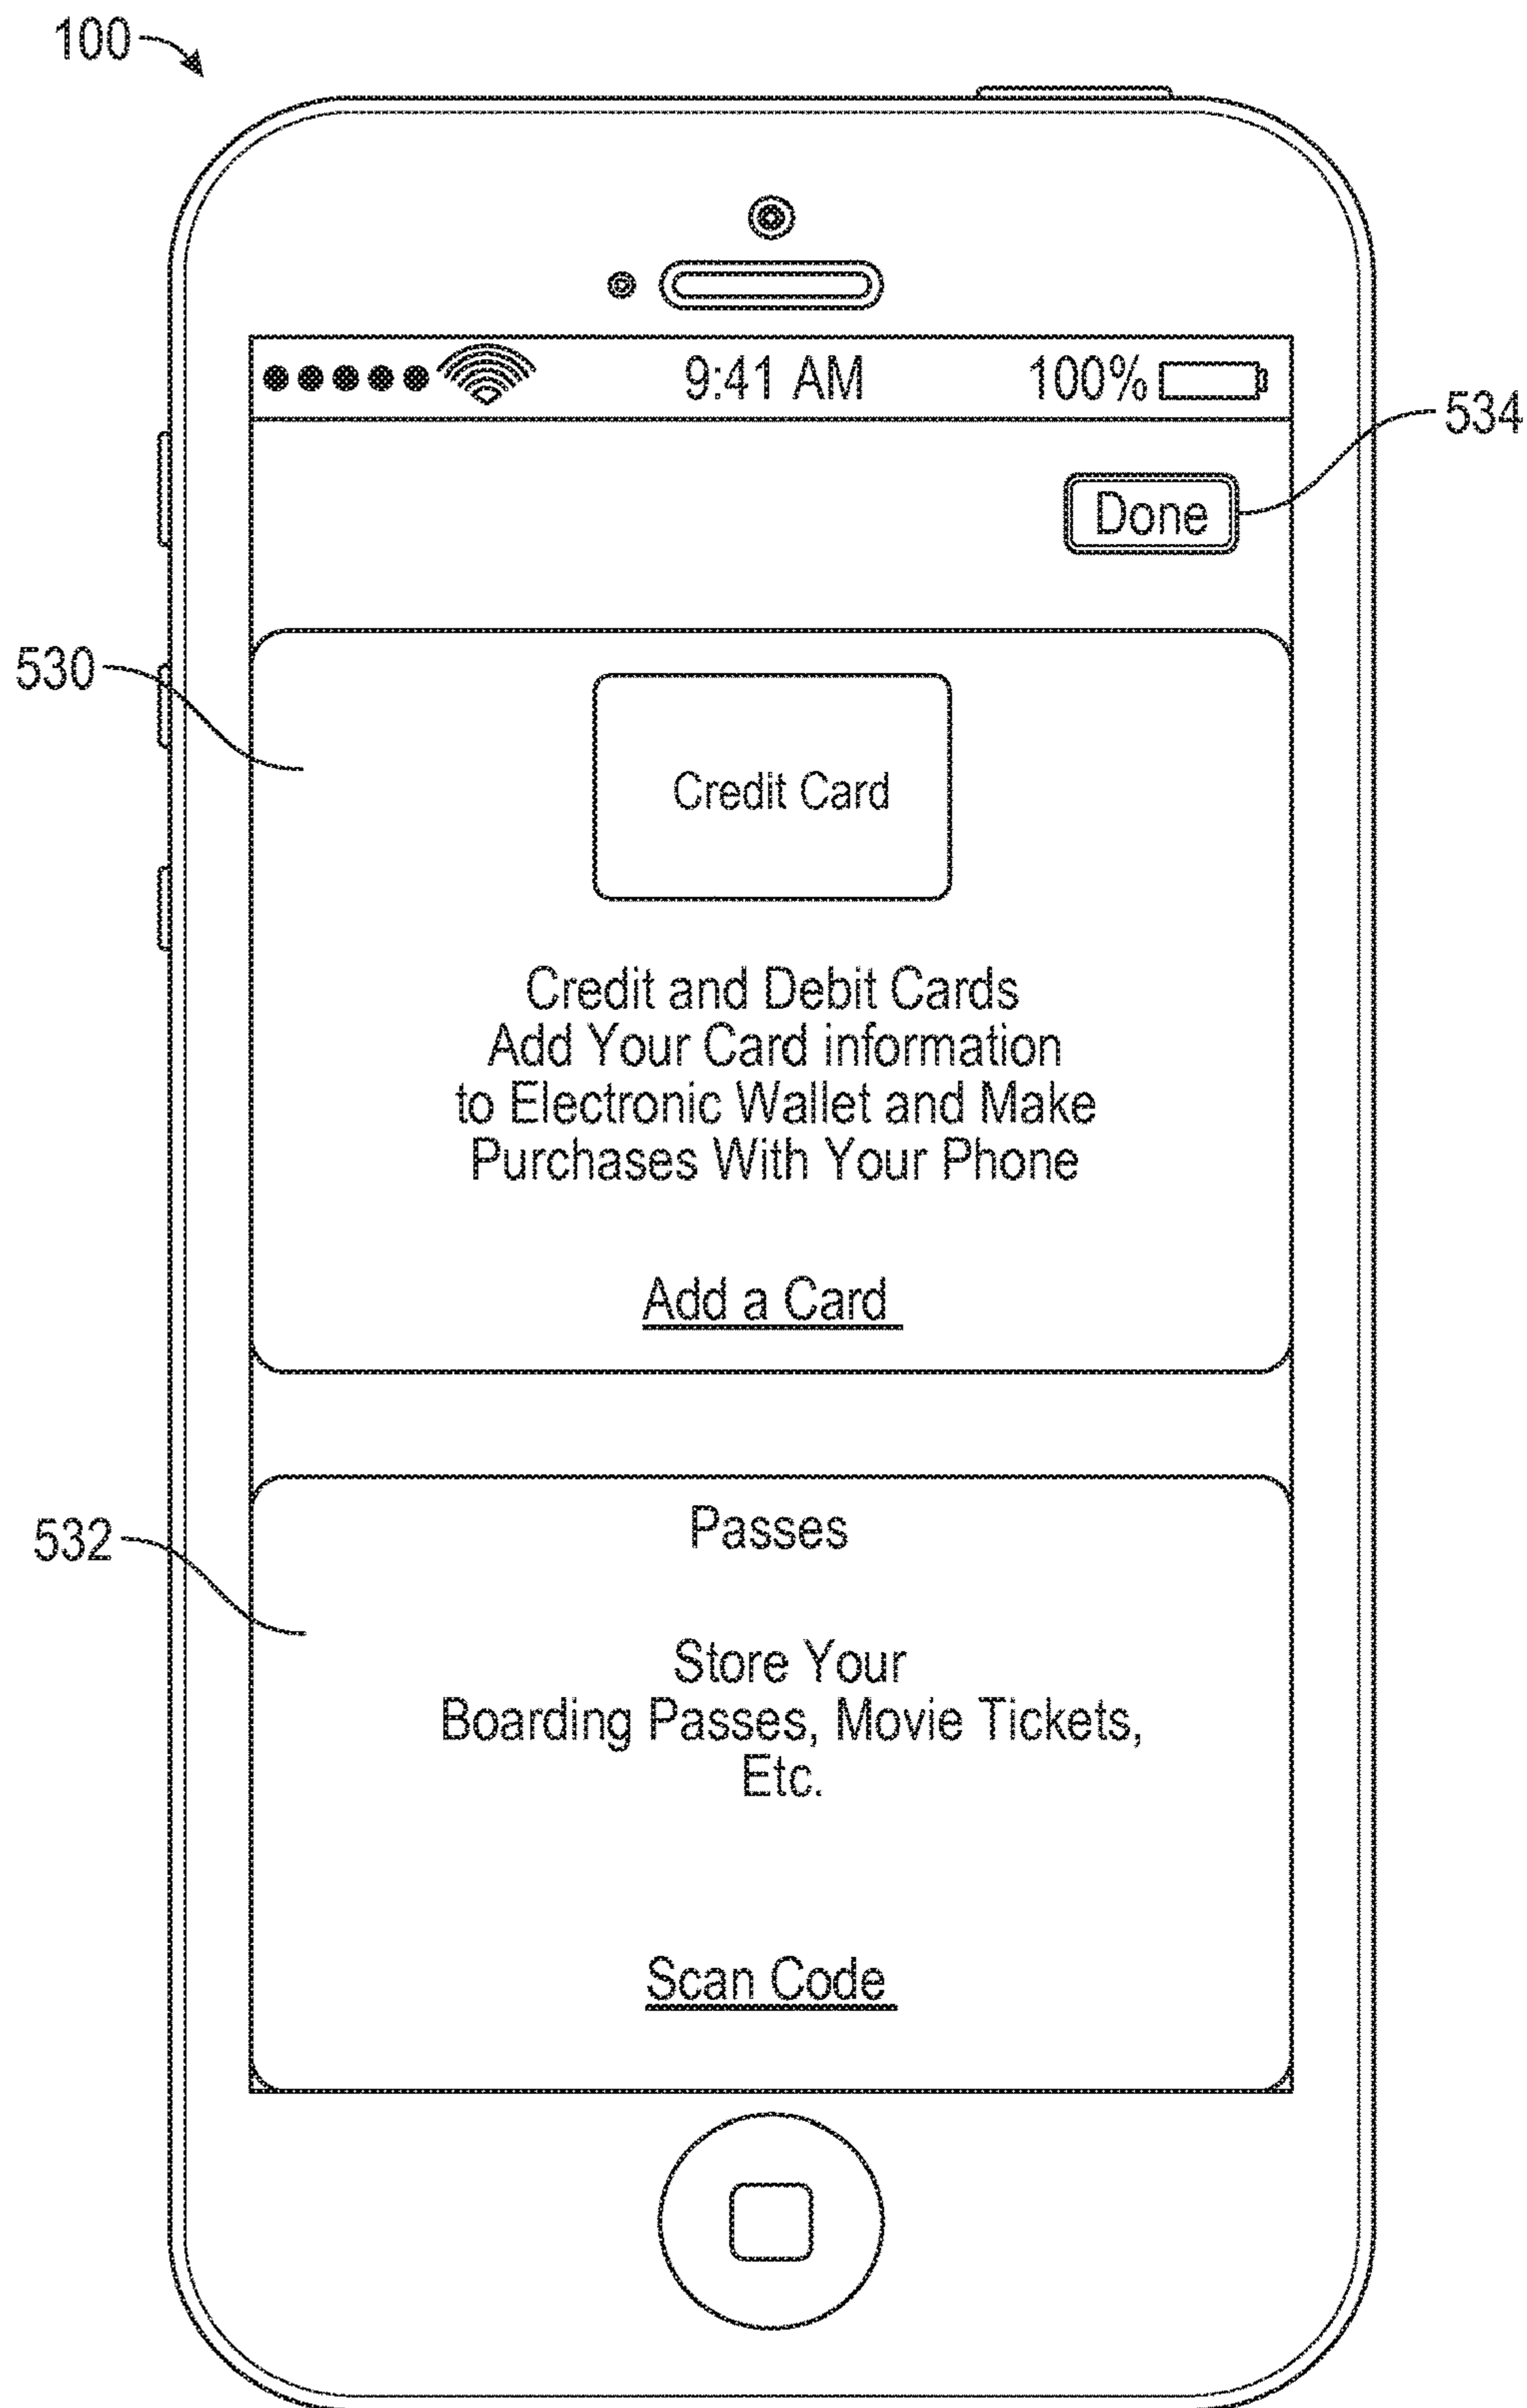 100
9:41 AM 100%
534
Done
530
Credit Card
Credit and Debit Cards
Add Your Card information
to Electronic Wallet and Make
Purchases With Your Phone
Add a Card
532
Passes
Store Your
Boarding Passes, Movie Tickets,
Etc.
Scan Code